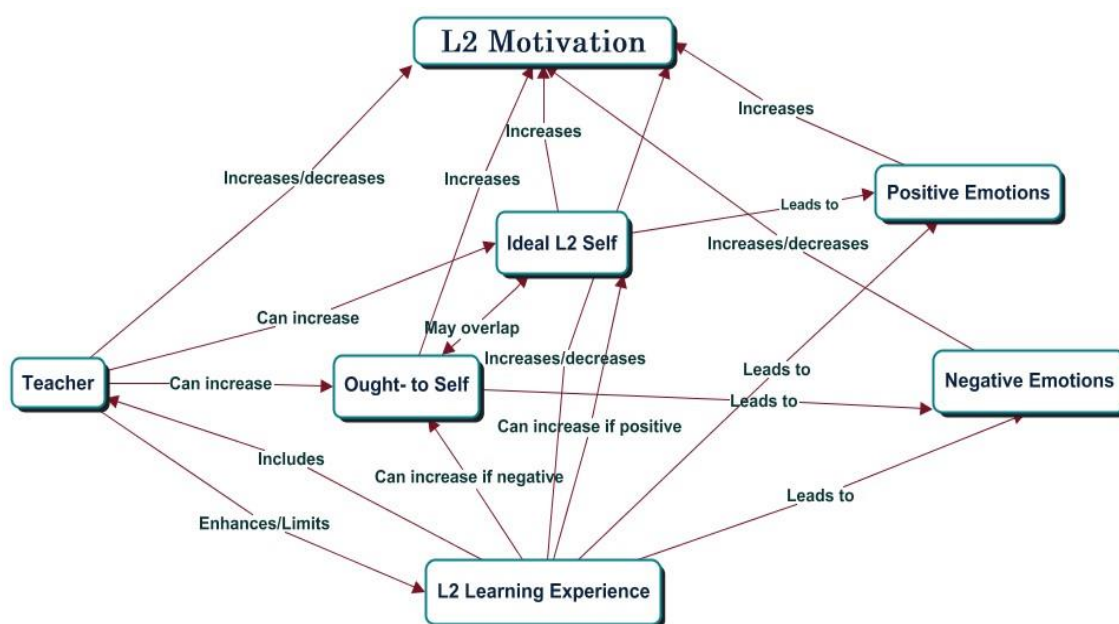 L2 Motivation
Increases
Increases
Increases/decreases
Increases
Positive Emotions
Leads to
Ideal L2 Self
Increases/decreases
Can increase
May overlap
Increases/decreases
Teacher
Can increase
Ought- to Self
Leads to
Negative Emotions
Leads to
Can increase if positive
Includes
Can increase if negative
Leads to
Enhances/Limits
L2 Learning Experience